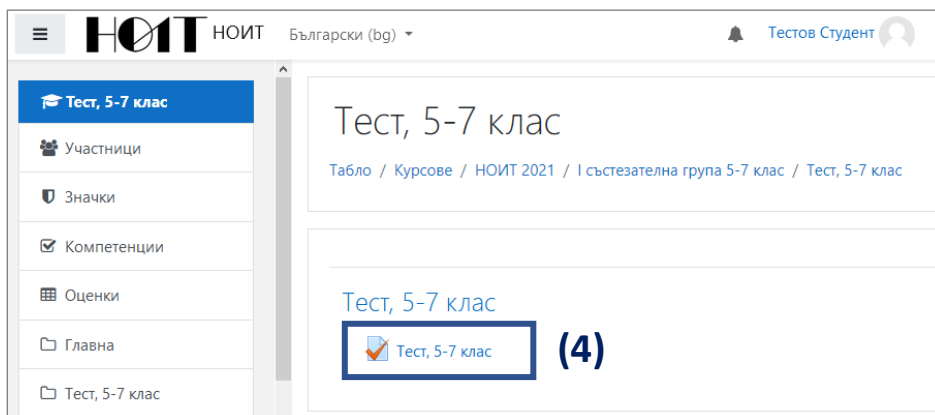 НОИТ НОИТ Български (bg) Тестов Студент
Тест, 5-7 клас
Участници
Значки
Компетенции
Оценки
Главна
Тест, 5-7 клас
Тест, 5-7 клас
Табло / Курсове / НОИТ 2021 / I състезателна група 5-7 клас / Тест, 5-7 клас
Тест, 5-7 клас
Тест, 5-7 клас (4)